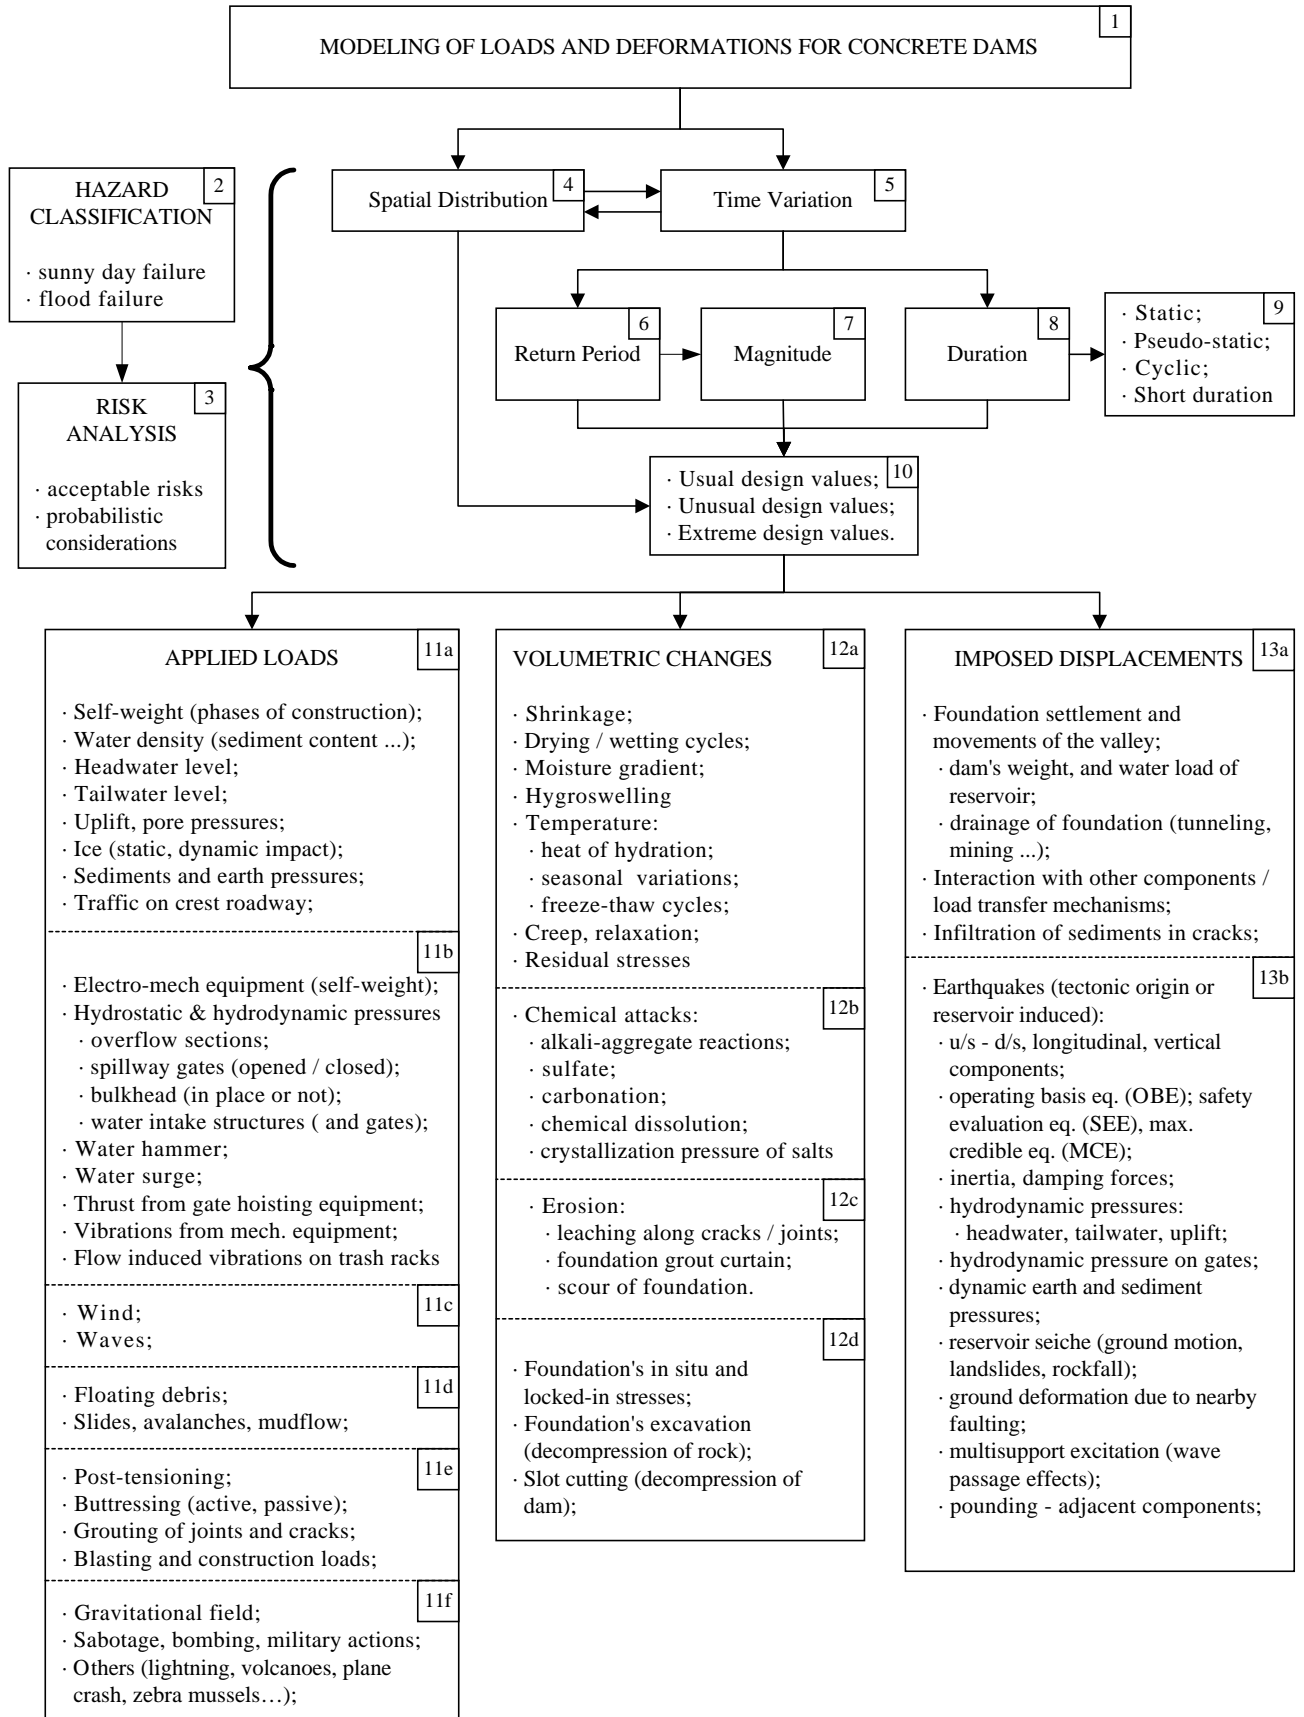 1
MODELING OF LOADS AND DEFORMATIONS FOR CONCRETE DAMS
2
HAZARD
CLASSIFICATION
· sunny day failure
· flood failure
3
RISK
ANALYSIS
· acceptable risks
· probabilistic
considerations
4
Spatial Distribution
5
Time Variation
6
Return Period
7
Magnitude
8
Duration
9
· Static;
· Pseudo-static;
· Cyclic;
· Short duration
10
· Usual design values;
· Unusual design values;
· Extreme design values.
11a
APPLIED LOADS
· Self-weight (phases of construction);
· Water density (sediment content ...);
· Headwater level;
· Tailwater level;
· Uplift, pore pressures;
· Ice (static, dynamic impact);
· Sediments and earth pressures;
· Traffic on crest roadway;
11b
· Electro-mech equipment (self-weight);
· Hydrostatic & hydrodynamic pressures
· overflow sections;
· spillway gates (opened / closed);
· bulkhead (in place or not);
· water intake structures ( and gates);
· Water hammer;
· Water surge;
· Thrust from gate hoisting equipment;
· Vibrations from mech. equipment;
· Flow induced vibrations on trash racks
11c
· Wind;
· Waves;
11d
· Floating debris;
· Slides, avalanches, mudflow;
11e
· Post-tensioning;
· Buttressing (active, passive);
· Grouting of joints and cracks;
· Blasting and construction loads;
11f
· Gravitational field;
· Sabotage, bombing, military actions;
· Others (lightning, volcanoes, plane
crash, zebra mussels…);
12a
VOLUMETRIC CHANGES
· Shrinkage;
· Drying / wetting cycles;
· Moisture gradient;
· Hygroswelling
· Temperature:
· heat of hydration;
· seasonal variations;
· freeze-thaw cycles;
· Creep, relaxation;
· Residual stresses
12b
· Chemical attacks:
· alkali-aggregate reactions;
· sulfate;
· carbonation;
· chemical dissolution;
· crystallization pressure of salts
12c
· Erosion:
· leaching along cracks / joints;
· foundation grout curtain;
· scour of foundation.
12d
· Foundation's in situ and
locked-in stresses;
· Foundation's excavation
(decompression of rock);
· Slot cutting (decompression of
dam);
13a
IMPOSED DISPLACEMENTS
· Foundation settlement and
movements of the valley;
· dam's weight, and water load of
reservoir;
· drainage of foundation (tunneling,
mining ...);
· Interaction with other components /
load transfer mechanisms;
· Infiltration of sediments in cracks;
13b
· Earthquakes (tectonic origin or
reservoir induced):
· u/s - d/s, longitudinal, vertical
components;
· operating basis eq. (OBE); safety
evaluation eq. (SEE), max.
credible eq. (MCE);
· inertia, damping forces;
· hydrodynamic pressures:
· headwater, tailwater, uplift;
· hydrodynamic pressure on gates;
· dynamic earth and sediment
pressures;
· reservoir seiche (ground motion,
landslides, rockfall);
· ground deformation due to nearby
faulting;
· multisupport excitation (wave
passage effects);
· pounding - adjacent components;